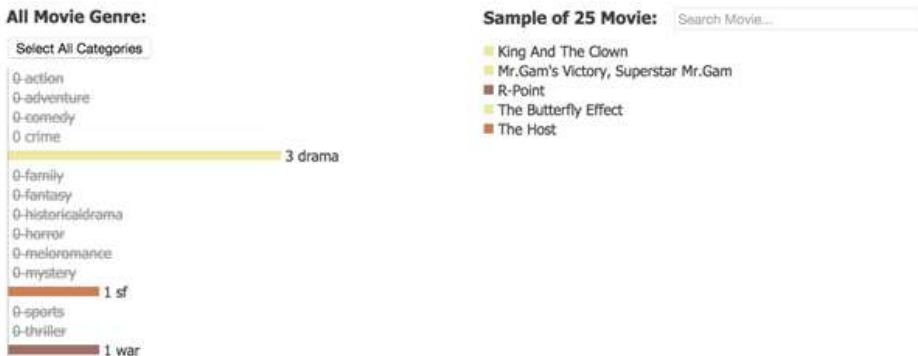 All Movie Genre:
Select All Categories
0 action
0 adventure
0 comedy
0 crime
3 drama
0 family
0 fantasy
0 historicaldrama
0 horror
0 meloromance
0 mystery
1 sf
0 sports
0 thriller
1 war
Sample of 25 Movie:
Search Movie...
King And The Clown
Mr.Gam's Victory, Superstar Mr.Gam
R-Point
The Butterfly Effect
The Host